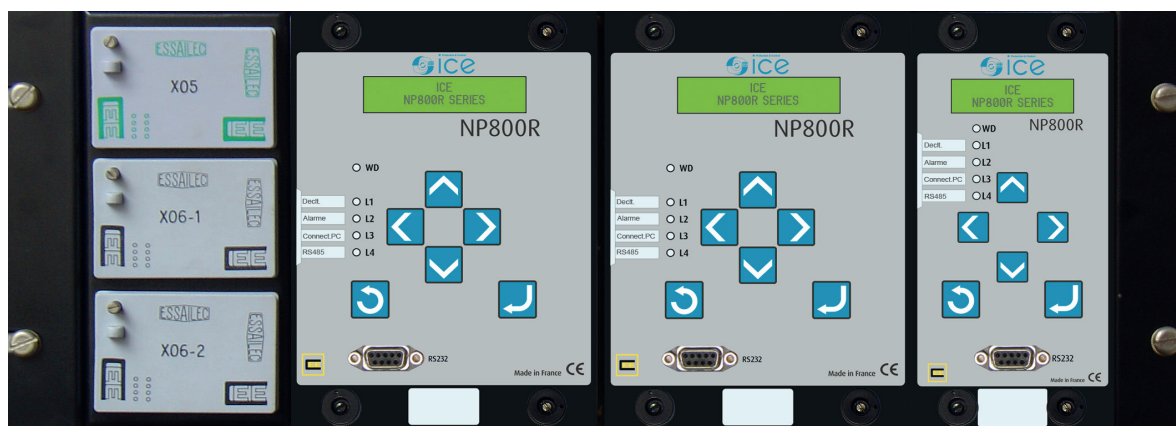 ESSAILEC
ESSAILEC
X05
ESSAILEC
ESSAILEC
X06-1
ESSAILEC
ESSAILEC
X06-2
ice
ICE
NP800R SERIES
NP800R
WD
Declt. L1
Alarme L2
Connect.PC L3
RS485 L4
RS232
Made in France CE
ice
ICE
NP800R SERIES
NP800R
WD
Declt. L1
Alarme L2
Connect.PC L3
RS485 L4
RS232
Made in France CE
ice
ICE
NP800R SERIES
WD NP800R
Declt. L1
Alarme L2
Connect.PC L3
RS485 L4
RS232
Made in France CE